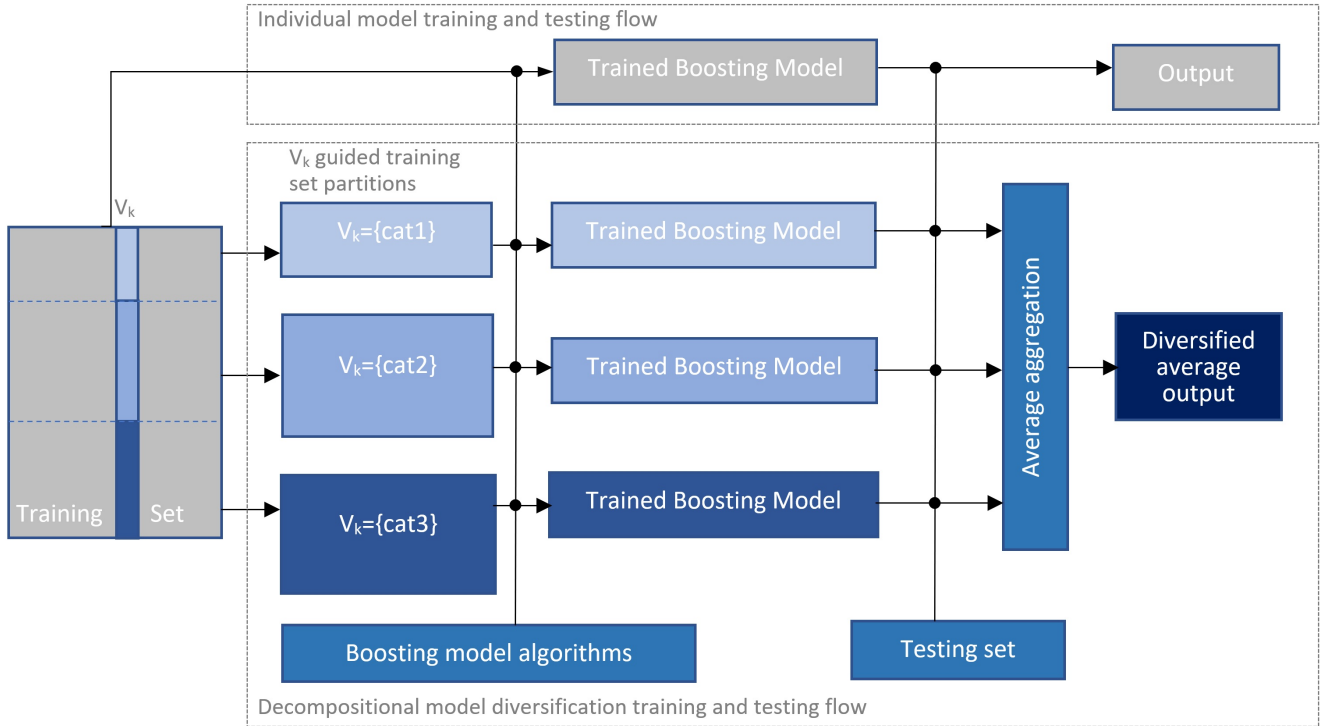 Individual model training and testing flow
Trained Boosting Model
Output
Vk guided training
set partitions
Vk
Vk={cat1}
Trained Boosting Model
Vk={cat2}
Trained Boosting Model
Vk={cat3}
Trained Boosting Model
Training Set
Average aggregation
Diversified
average
output
Boosting model algorithms
Testing set
Decompositional model diversification training and testing flow